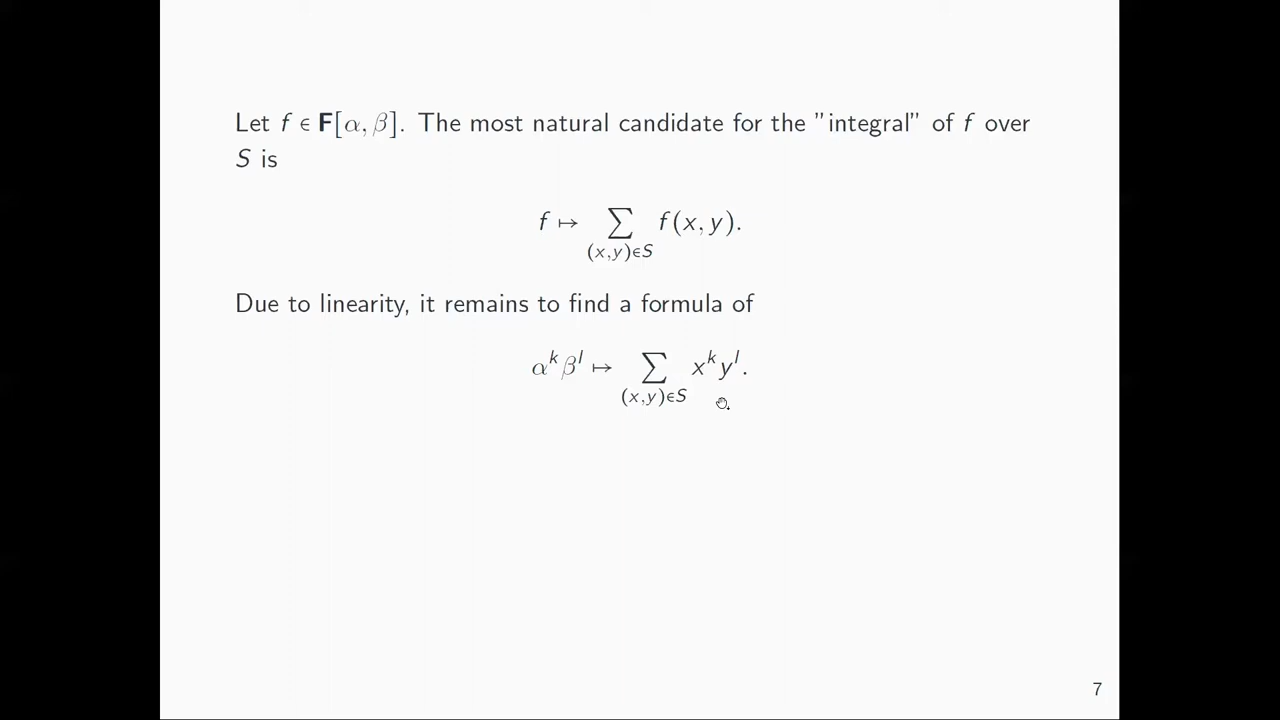 Let f ∈ F[α, β]. The most natural candidate for the ”integral” of f over
S is
f ↦ ∑_{(x,y)∈S} f(x, y).
Due to linearity, it remains to find a formula of
α^k β^l ↦ ∑_{(x,y)∈S} x^k y^l.
7